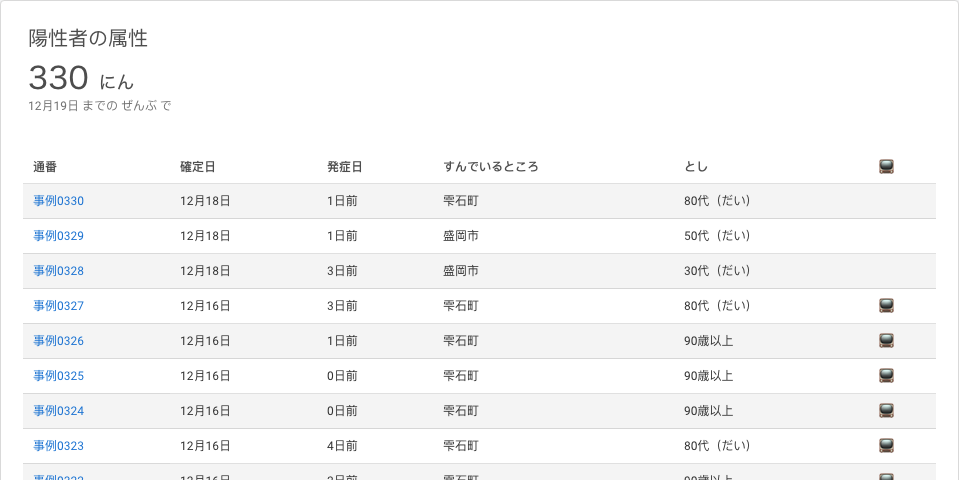 陽性者の属性
330 にん
12月19日 までの ぜんぶ で
通番 確定日 発症日 すんでいるところ とし
事例0330 12月18日 1日前 雫石町 80代（だい）
事例0329 12月18日 1日前 盛岡市 50代（だい）
事例0328 12月18日 3日前 盛岡市 30代（だい）
事例0327 12月16日 3日前 雫石町 80代（だい）
事例0326 12月16日 1日前 雫石町 90歳以上
事例0325 12月16日 0日前 雫石町 90歳以上
事例0324 12月16日 0日前 雫石町 90歳以上
事例0323 12月16日 4日前 雫石町 80代（だい）